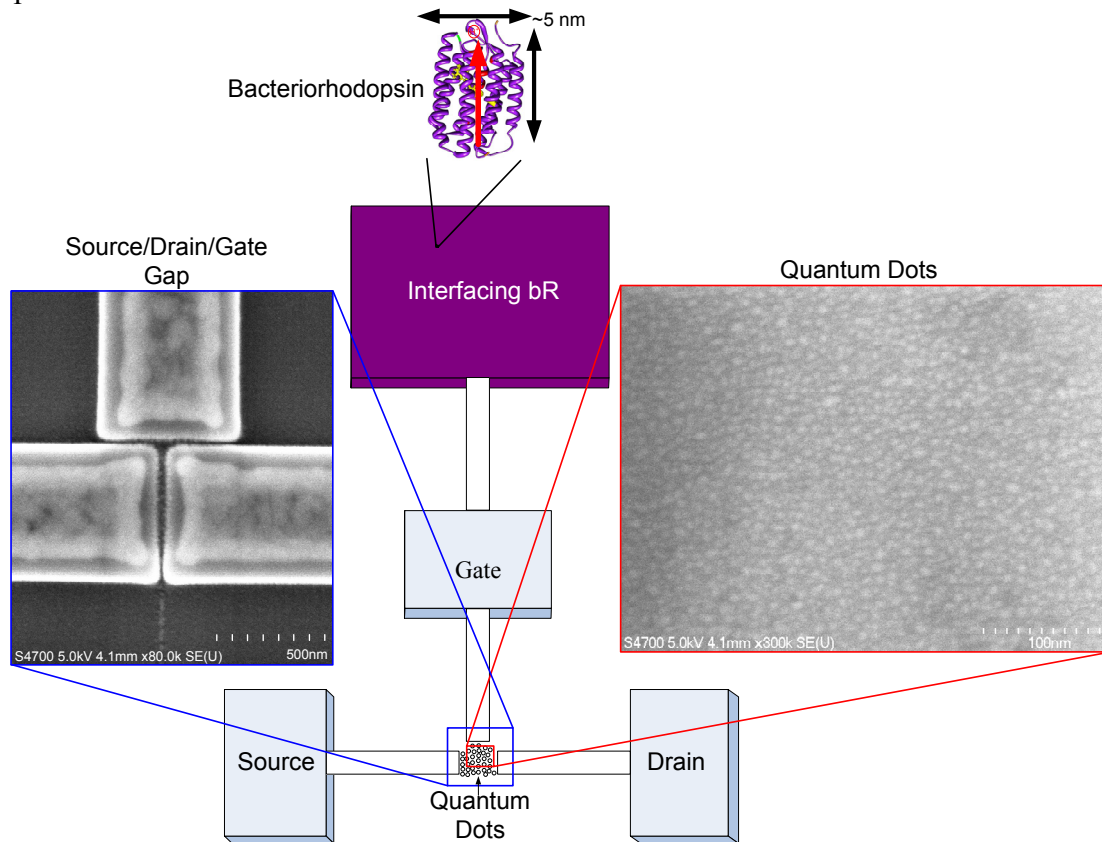 ~5 nm
Bacteriorhodopsin
Source/Drain/Gate
Gap
Interfacing bR
Quantum Dots
Gate
S4700 5.0kV 4.1mm x80.0k SE(U)
500nm
S4700 5.0kV 4.1mm x300k SE(U)
100nm
Source
Drain
Quantum
Dots